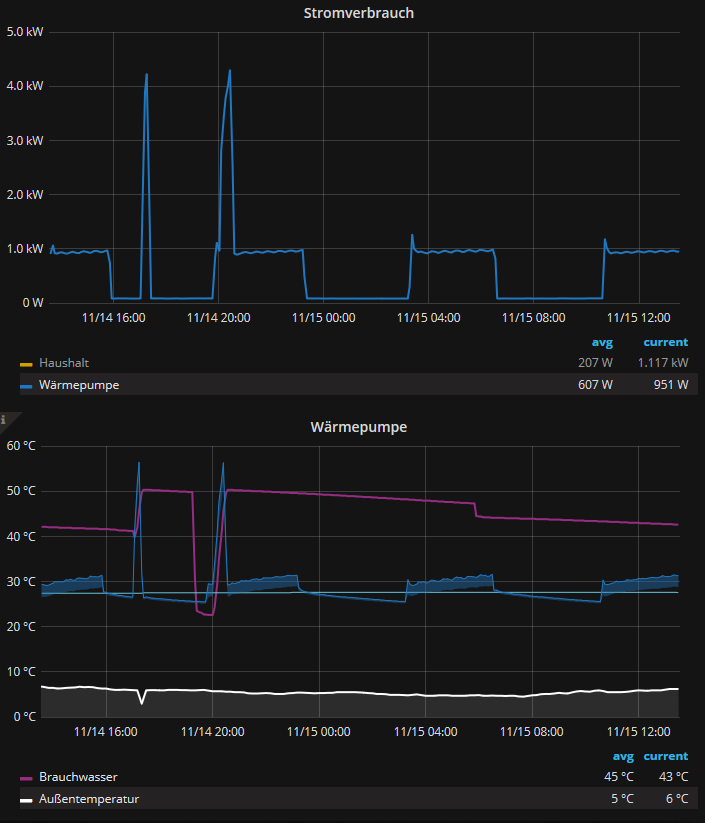 Stromverbrauch
5.0 kW
4.0 kW
3.0 kW
2.0 kW
1.0 kW
0 W
11/14 16:00 11/14 20:00 11/15 00:00 11/15 04:00 11/15 08:00 11/15 12:00
avg current
Haushalt 207 W 1.117 kW
Wärmepumpe 607 W 951 W
i
Wärmepumpe
60 °C
50 °C
40 °C
30 °C
20 °C
10 °C
0 °C
11/14 16:00 11/14 20:00 11/15 00:00 11/15 04:00 11/15 08:00 11/15 12:00
avg current
Brauchwasser 45 °C 43 °C
Außentemperatur 5 °C 6 °C